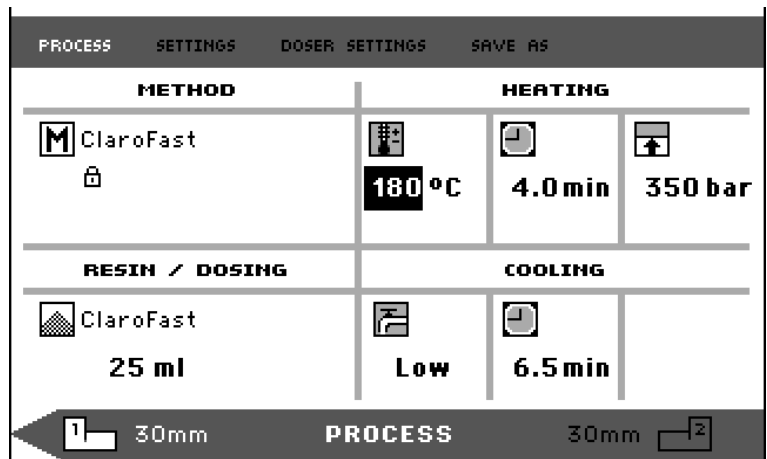 PROCESS SETTINGS DOSER SETTINGS SAVE AS
METHOD HEATING
M ClaroFast
180 ºC 4.0 min 350 bar
RESIN / DOSING COOLING
ClaroFast
25 ml Low 6.5 min
1 30mm PROCESS 30mm 2